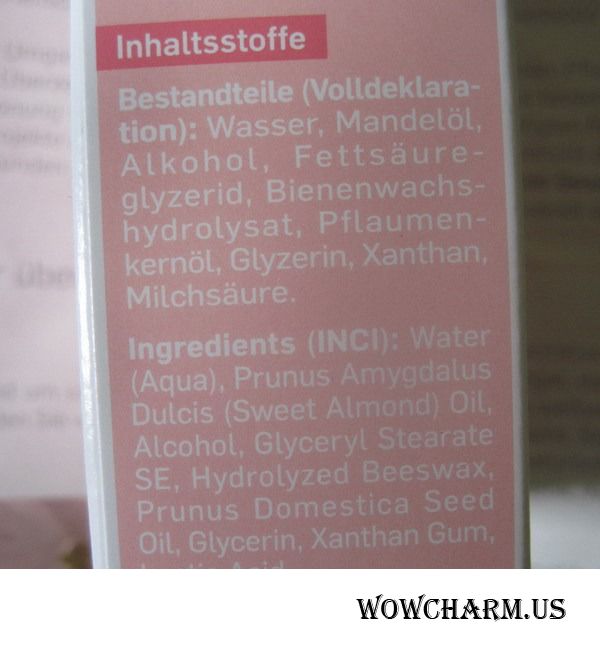 Inhaltsstoffe
Bestandteile (Volldeklara-
tion): Wasser, Mandelöl,
Alkohol, Fettsäure-
glyzerid, Bienenwachs-
hydrolysat, Pflaumen-
kernöl, Glyzerin, Xanthan,
Milchsäure.
Ingredients (INCI): Water
(Aqua), Prunus Amygdalus
Dulcis (Sweet Almond) Oil,
Alcohol, Glyceryl Stearate
SE, Hydrolyzed Beeswax,
Prunus Domestica Seed
Oil, Glycerin, Xanthan Gum,
WOWCHARM.US